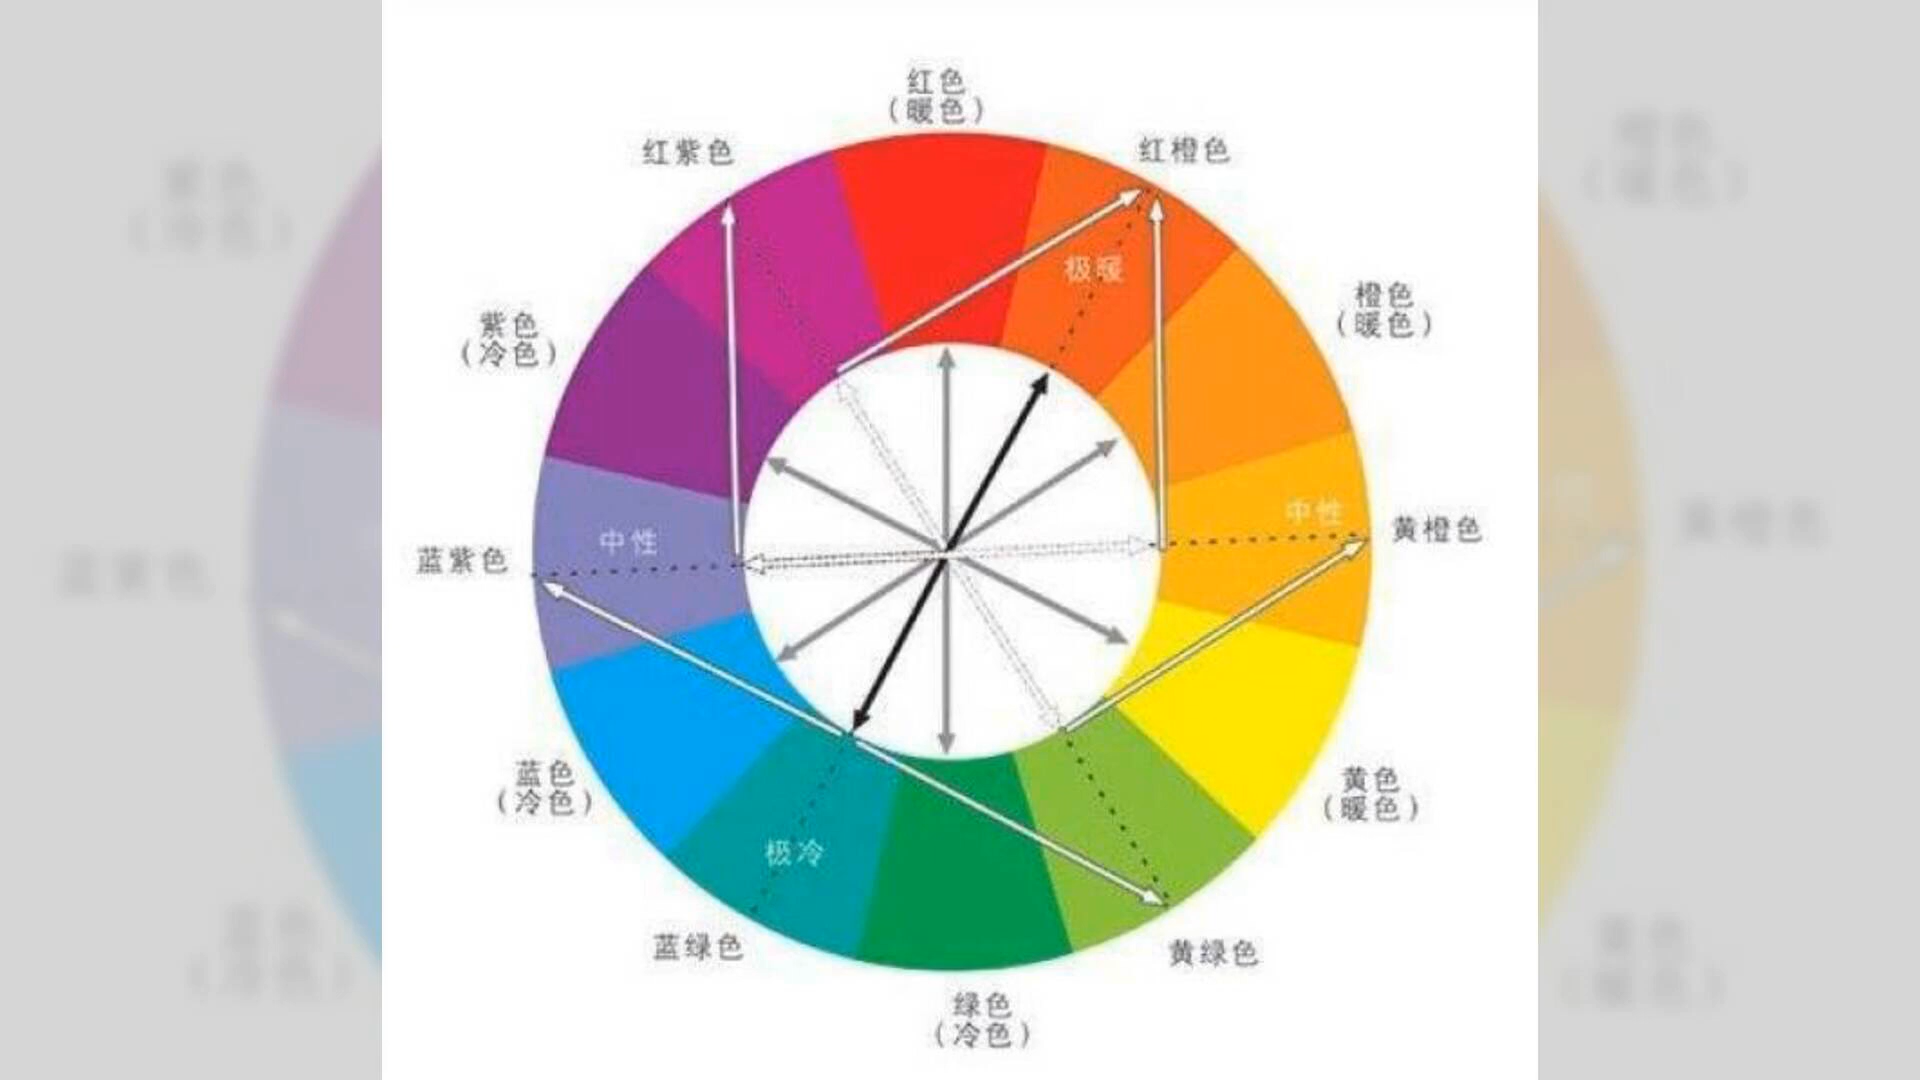 红色
(暖色)
红紫色
红橙色
极暖
橙色
(暖色)
紫色
(冷色)
中性
黄橙色
中性
蓝紫色
蓝色
(冷色)
黄色
(暖色)
极冷
蓝绿色
黄绿色
绿色
(冷色)